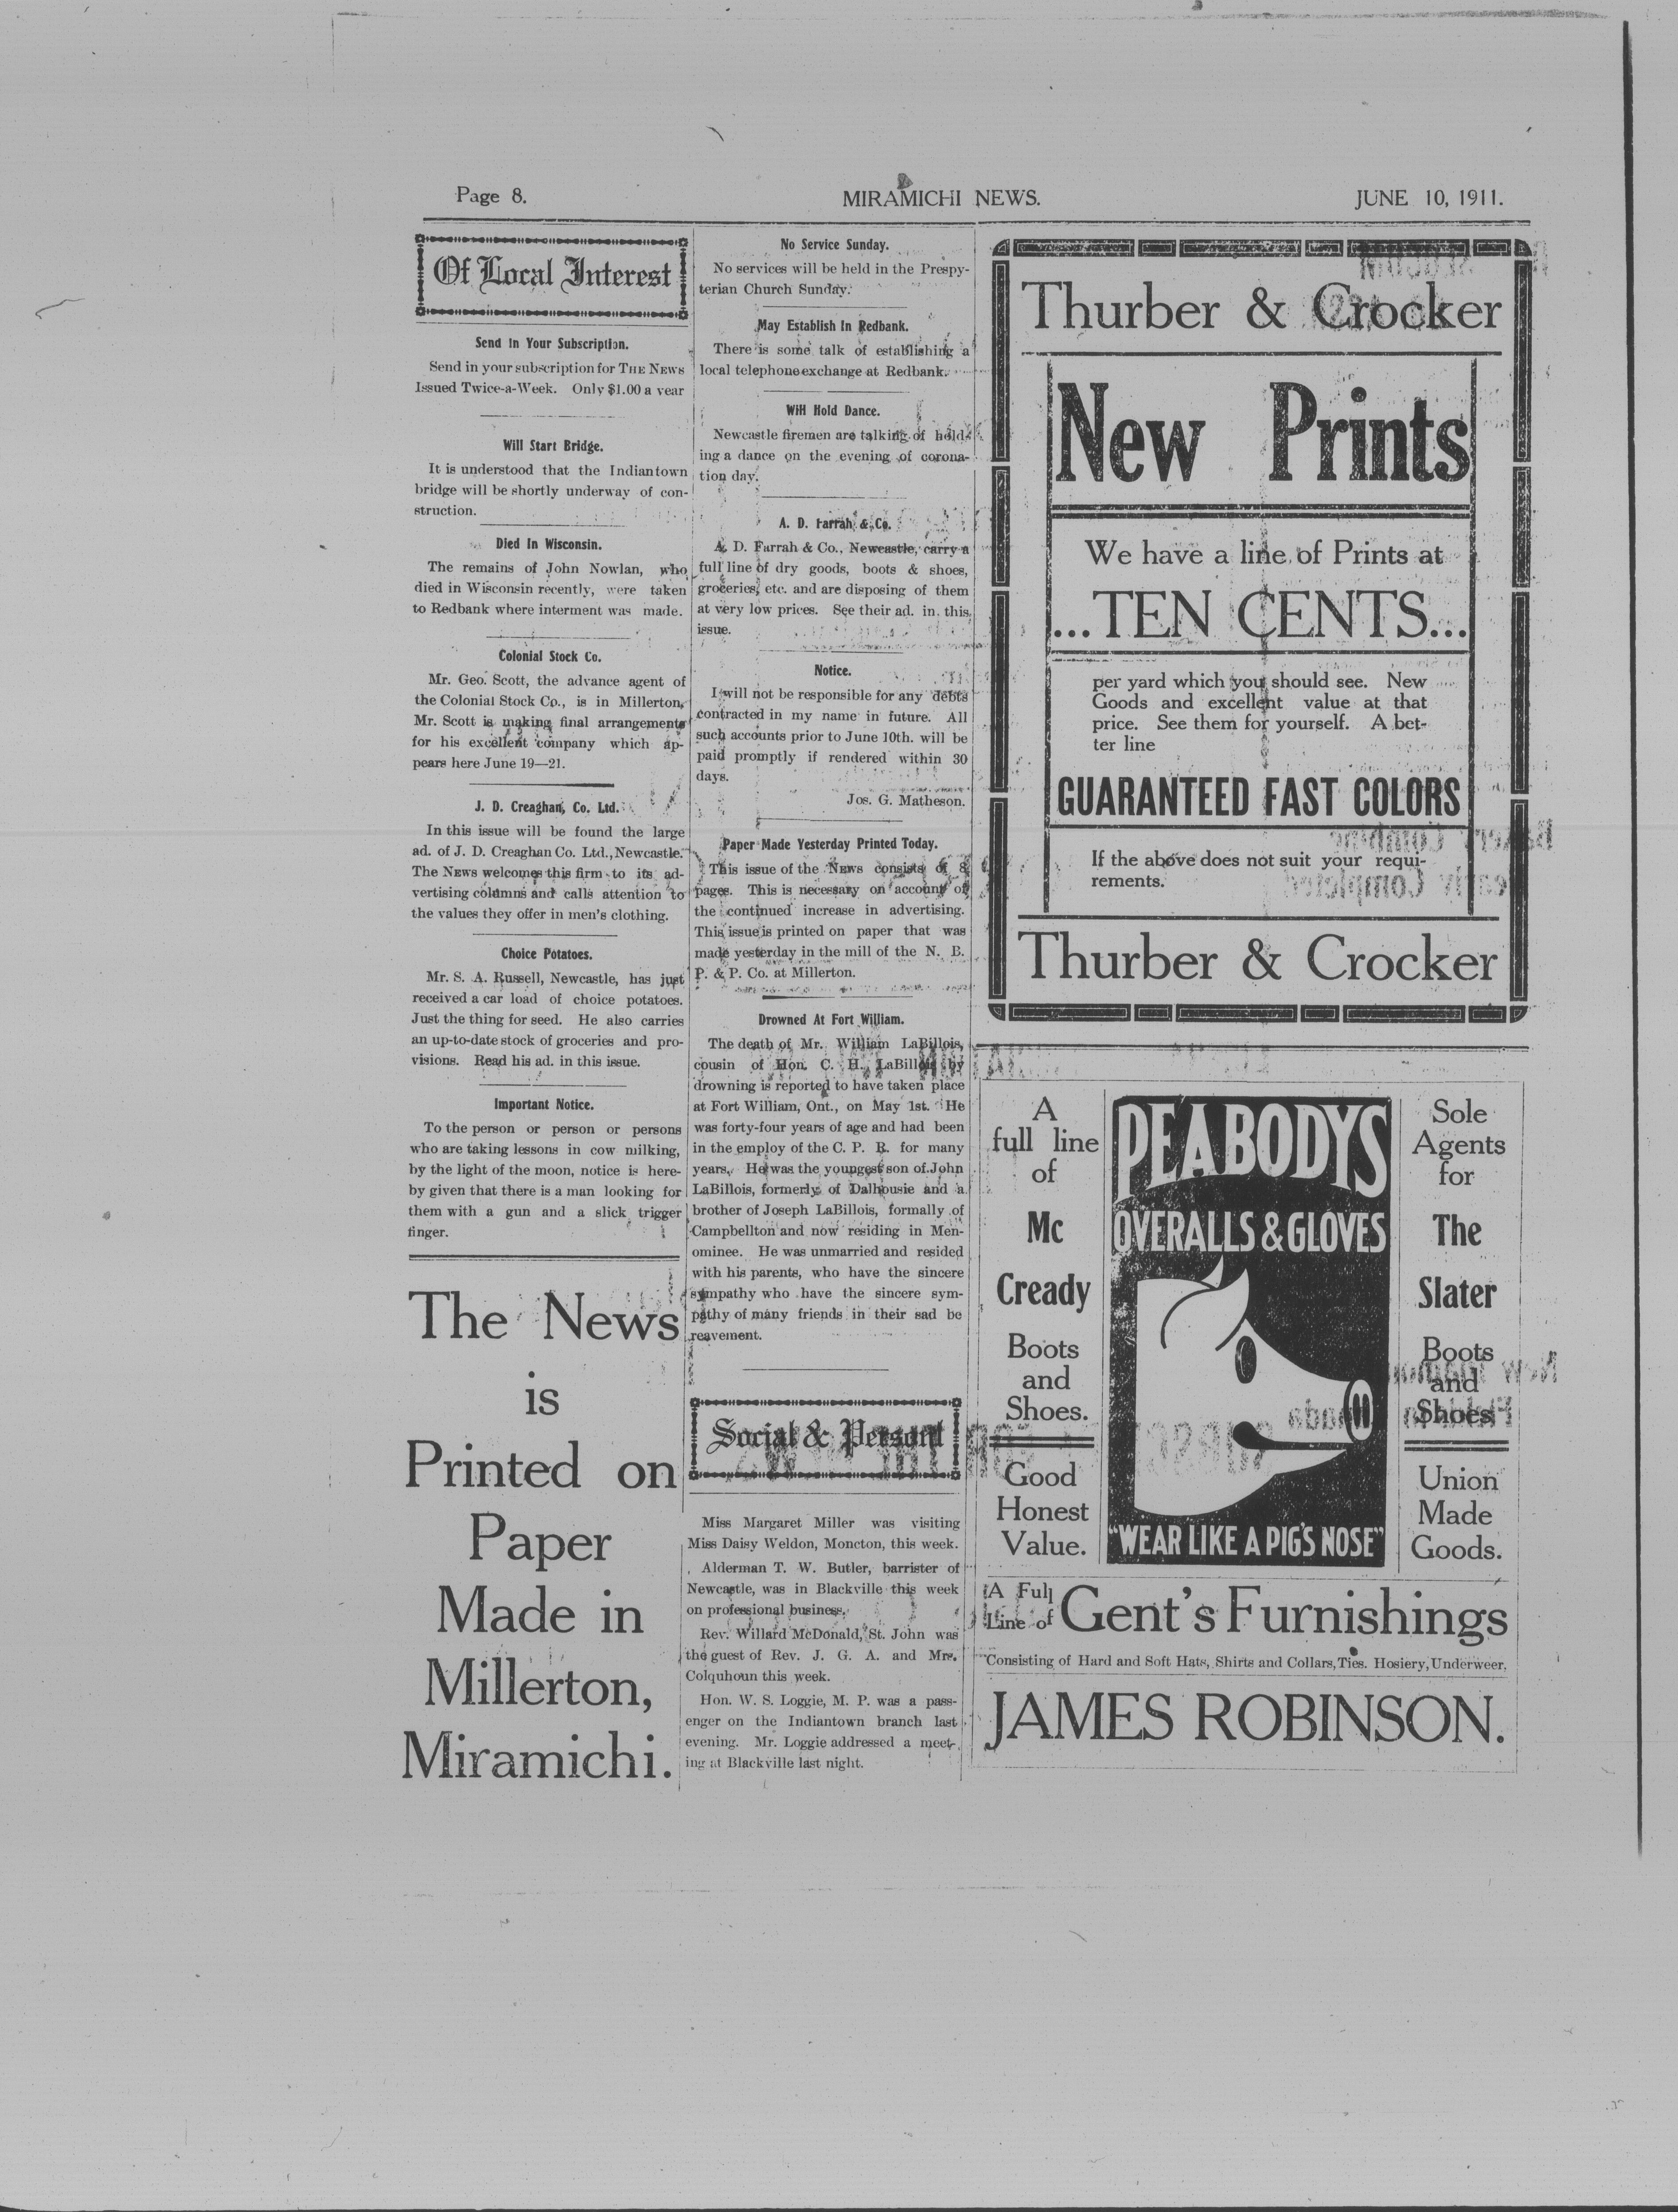 Page 8.
MIRAMICHI NEWS.
JUNE 10, 1911.
Of Local Interest
Send In Your Subscription.
Send in your subscription for THE NEWS
Issued Twice-a-Week. Only $1.00 a year
Will Start Bridge.
It is understood that the Indiantown
bridge will be shortly underway of con-
struction.
Died In Wisconsin.
The remains of John Nowlan, who
died in Wisconsin recently, were taken
to Redbank where interment was made.
Colonial Stock Co.
Mr. Geo. Scott, the advance agent of
the Colonial Stock Co., is in Millerton,
Mr. Scott is making final arrangements
for his excellent company which ap-
pears here June 19—21.
J. D. Creaghan, Co. Ltd.
In this issue will be found the large
ad. of J. D. Creaghan Co. Ltd., Newcastle.
The NEWS welcomes this firm to its ad-
vertising columns and calls attention to
the values they offer in men's clothing.
Choice Potatoes.
Mr. S. A. Russell, Newcastle, has just
received a car load of choice potatoes.
Just the thing for seed. He also carries
an up-to-date stock of groceries and pro-
visions. Read his ad. in this issue.
Important Notice.
To the person or person or persons
who are taking lessons in cow milking,
by the light of the moon, notice is here-
by given that there is a man looking for
them with a gun and a slick trigger
finger.
The News
is
Printed on
Paper
Made in
Millerton,
Miramichi.
No Service Sunday.
No services will be held in the Prespy-
terian Church Sunday.
May Establish In Redbank.
There is some talk of establishing a
local telephone exchange at Redbank.
Will Hold Dance.
Newcastle firemen are talking of hold-
ing a dance on the evening of corona-
tion day.
A. D. Farrah & Co.
A. D. Farrah & Co., Newcastle, carry a
full line of dry goods, boots & shoes,
groceries, etc. and are disposing of them
at very low prices. See their ad. in this
issue.
Notice.
I will not be responsible for any debts
contracted in my name in future. All
such accounts prior to June 10th. will be
paid promptly if rendered within 30
days.
Jos. G. Matheson.
Paper Made Yesterday Printed Today.
This issue of the NEWS consists of 8
pages. This is necessary on account of
the continued increase in advertising.
This issue is printed on paper that was
made yesterday in the mill of the N. B.
P. & P. Co. at Millerton.
Drowned At Fort William.
The death of Mr. William LaBillois,
cousin of Hon. C. H. LaBillois by
drowning is reported to have taken place
at Fort William, Ont., on May 1st. He
was forty-four years of age and had been
in the employ of the C. P. R. for many
years. He was the youngest son of John
LaBillois, formerly of Dalhousie and a
brother of Joseph LaBillois, formally of
Campbellton and now residing in Men-
ominee. He was unmarried and resided
with his parents, who have the sincere
sympathy who have the sincere sym-
pathy of many friends in their sad be
reavement.
Social & Personl
Miss Margaret Miller was visiting
Miss Daisy Weldon, Moncton, this week.
Alderman T. W. Butler, barrister of
Newcastle, was in Blackville this week
on professional business.
Rev. Willard McDonald, St. John was
the guest of Rev. J. G. A. and Mrs.
Colquhoun this week.
Hon. W. S. Loggie, M. P. was a pass-
enger on the Indiantown branch last
evening. Mr. Loggie addressed a meet-
ing at Blackville last night.
Thurber & Crocker
New Prints
We have a line of Prints at
...TEN CENTS...
per yard which you should see. New
Goods and excellent value at that
price. See them for yourself. A bet-
ter line
GUARANTEED FAST COLORS
If the above does not suit your requi-
rements.
Thurber & Crocker
A
full line
of
Mc
Cready
Boots
and
Shoes.
Good
Honest
Value.
PEABODYS
OVERALLS & GLOVES
"WEAR LIKE A PIG'S NOSE"
Sole
Agents
for
The
Slater
Boots
and
Shoes
Union
Made
Goods.
A Full
Line of
Gent's Furnishings
Consisting of Hard and Soft Hats, Shirts and Collars, Ties. Hosiery, Underweer.
JAMES ROBINSON.